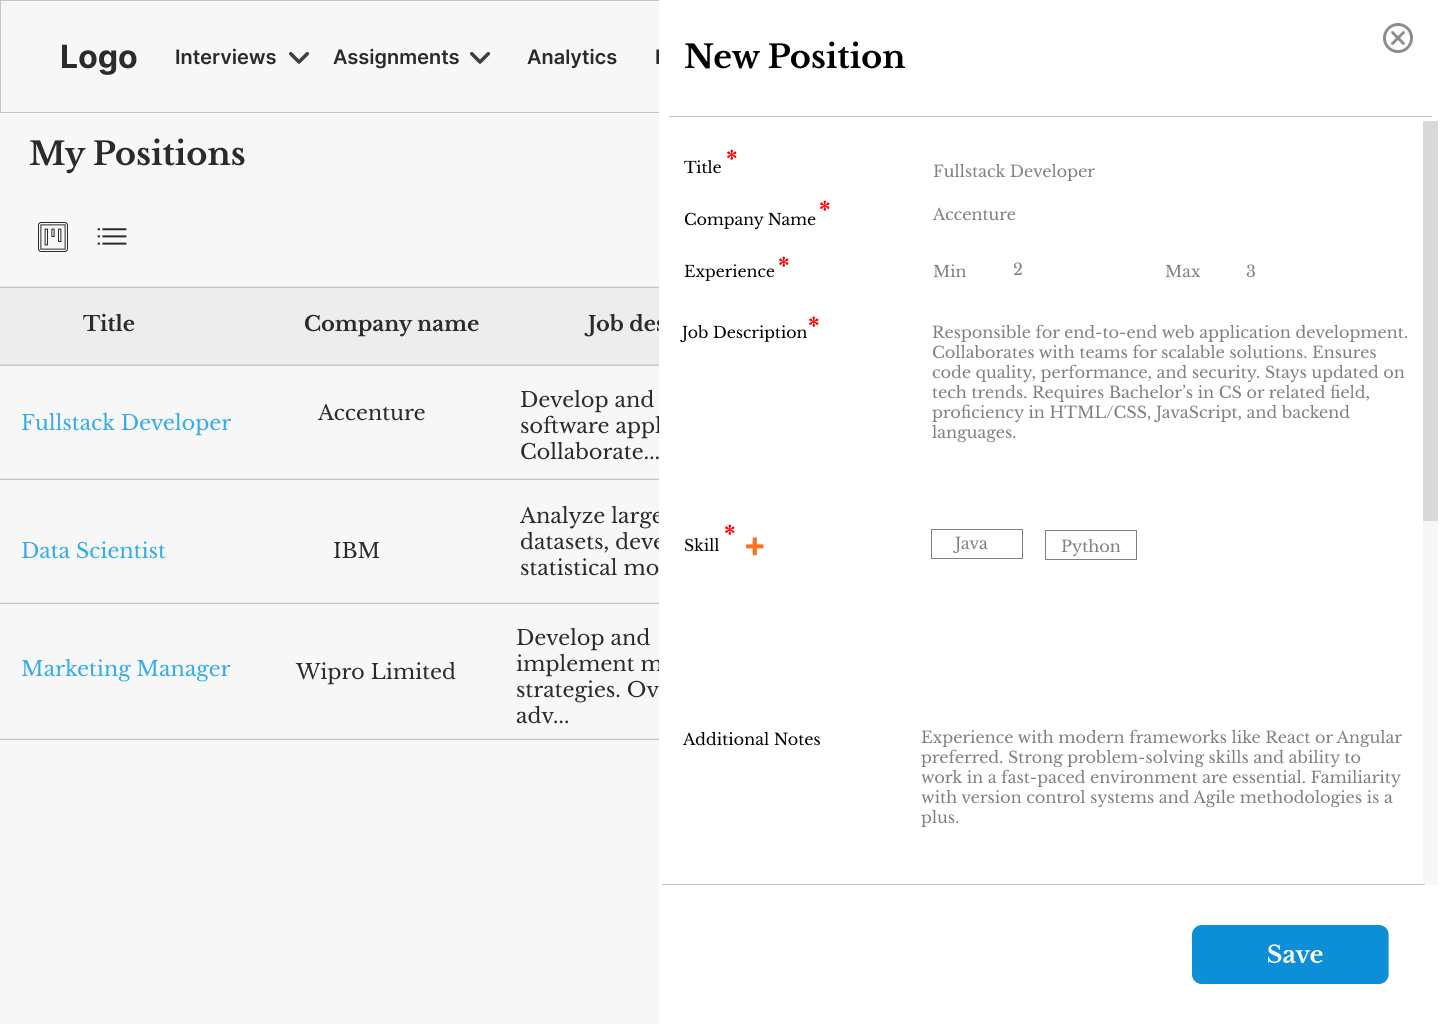 Logo
Interviews
Assignments
Analytics
My Positions
Title
Company name
Job des
Fullstack Developer
Accenture
Develop and
software appl
Collaborate...
Data Scientist
IBM
Analyze large
datasets, deve
statistical mo
Marketing Manager
Wipro Limited
Develop and
implement m
strategies. Ov
adv...
New Position
Title *
Fullstack Developer
Company Name *
Accenture
Experience *
Min 2
Max 3
Job Description *
Responsible for end-to-end web application development.
Collaborates with teams for scalable solutions. Ensures
code quality, performance, and security. Stays updated on
tech trends. Requires Bachelor’s in CS or related field,
proficiency in HTML/CSS, JavaScript, and backend
languages.
Skill *
Java
Python
Additional Notes
Experience with modern frameworks like React or Angular
preferred. Strong problem-solving skills and ability to
work in a fast-paced environment are essential. Familiarity
with version control systems and Agile methodologies is a
plus.
Save